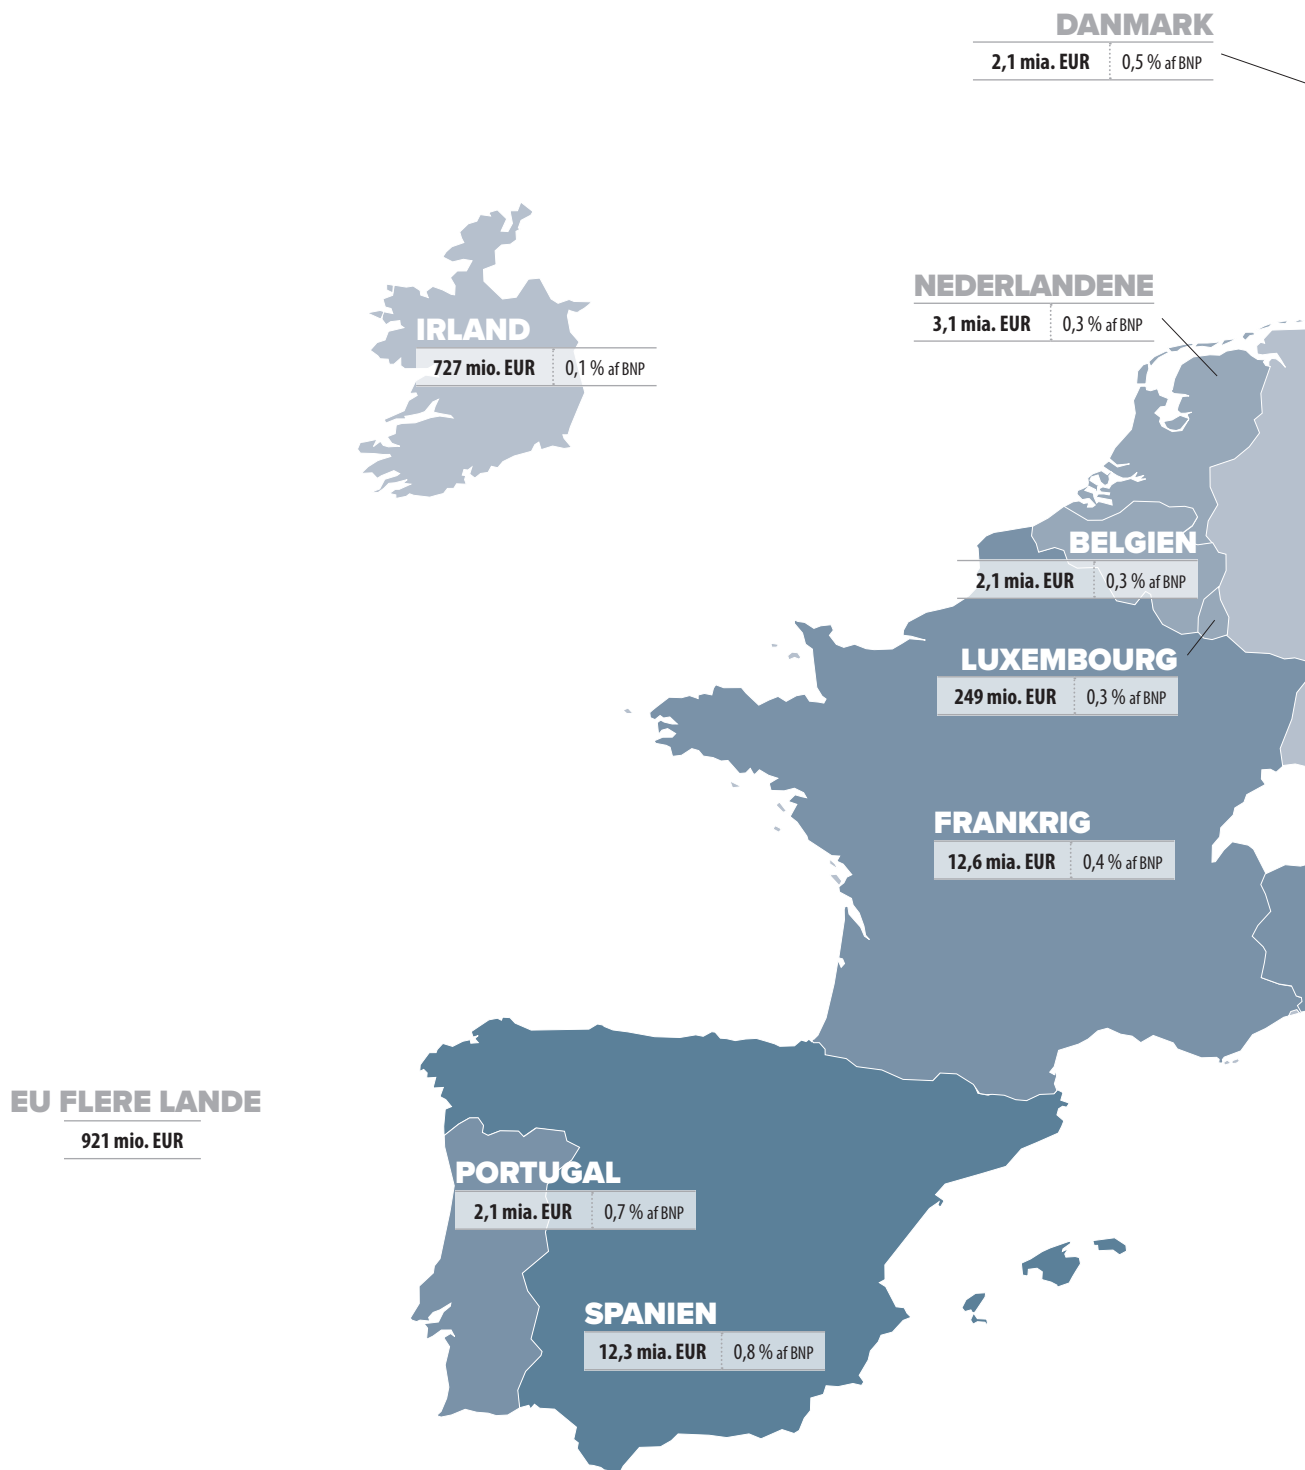 DANMARK
2,1 mia. EUR 0,5 % af BNP
IRLAND
727 mio. EUR 0,1 % af BNP
NEDERLANDENE
3,1 mia. EUR 0,3 % af BNP
BELGIEN
2,1 mia. EUR 0,3 % af BNP
LUXEMBOURG
249 mio. EUR 0,3 % af BNP
FRANKRIG
12,6 mia. EUR 0,4 % af BNP
EU FLERE LANDE
921 mio. EUR
PORTUGAL
2,1 mia. EUR 0,7 % af BNP
SPANIEN
12,3 mia. EUR 0,8 % af BNP